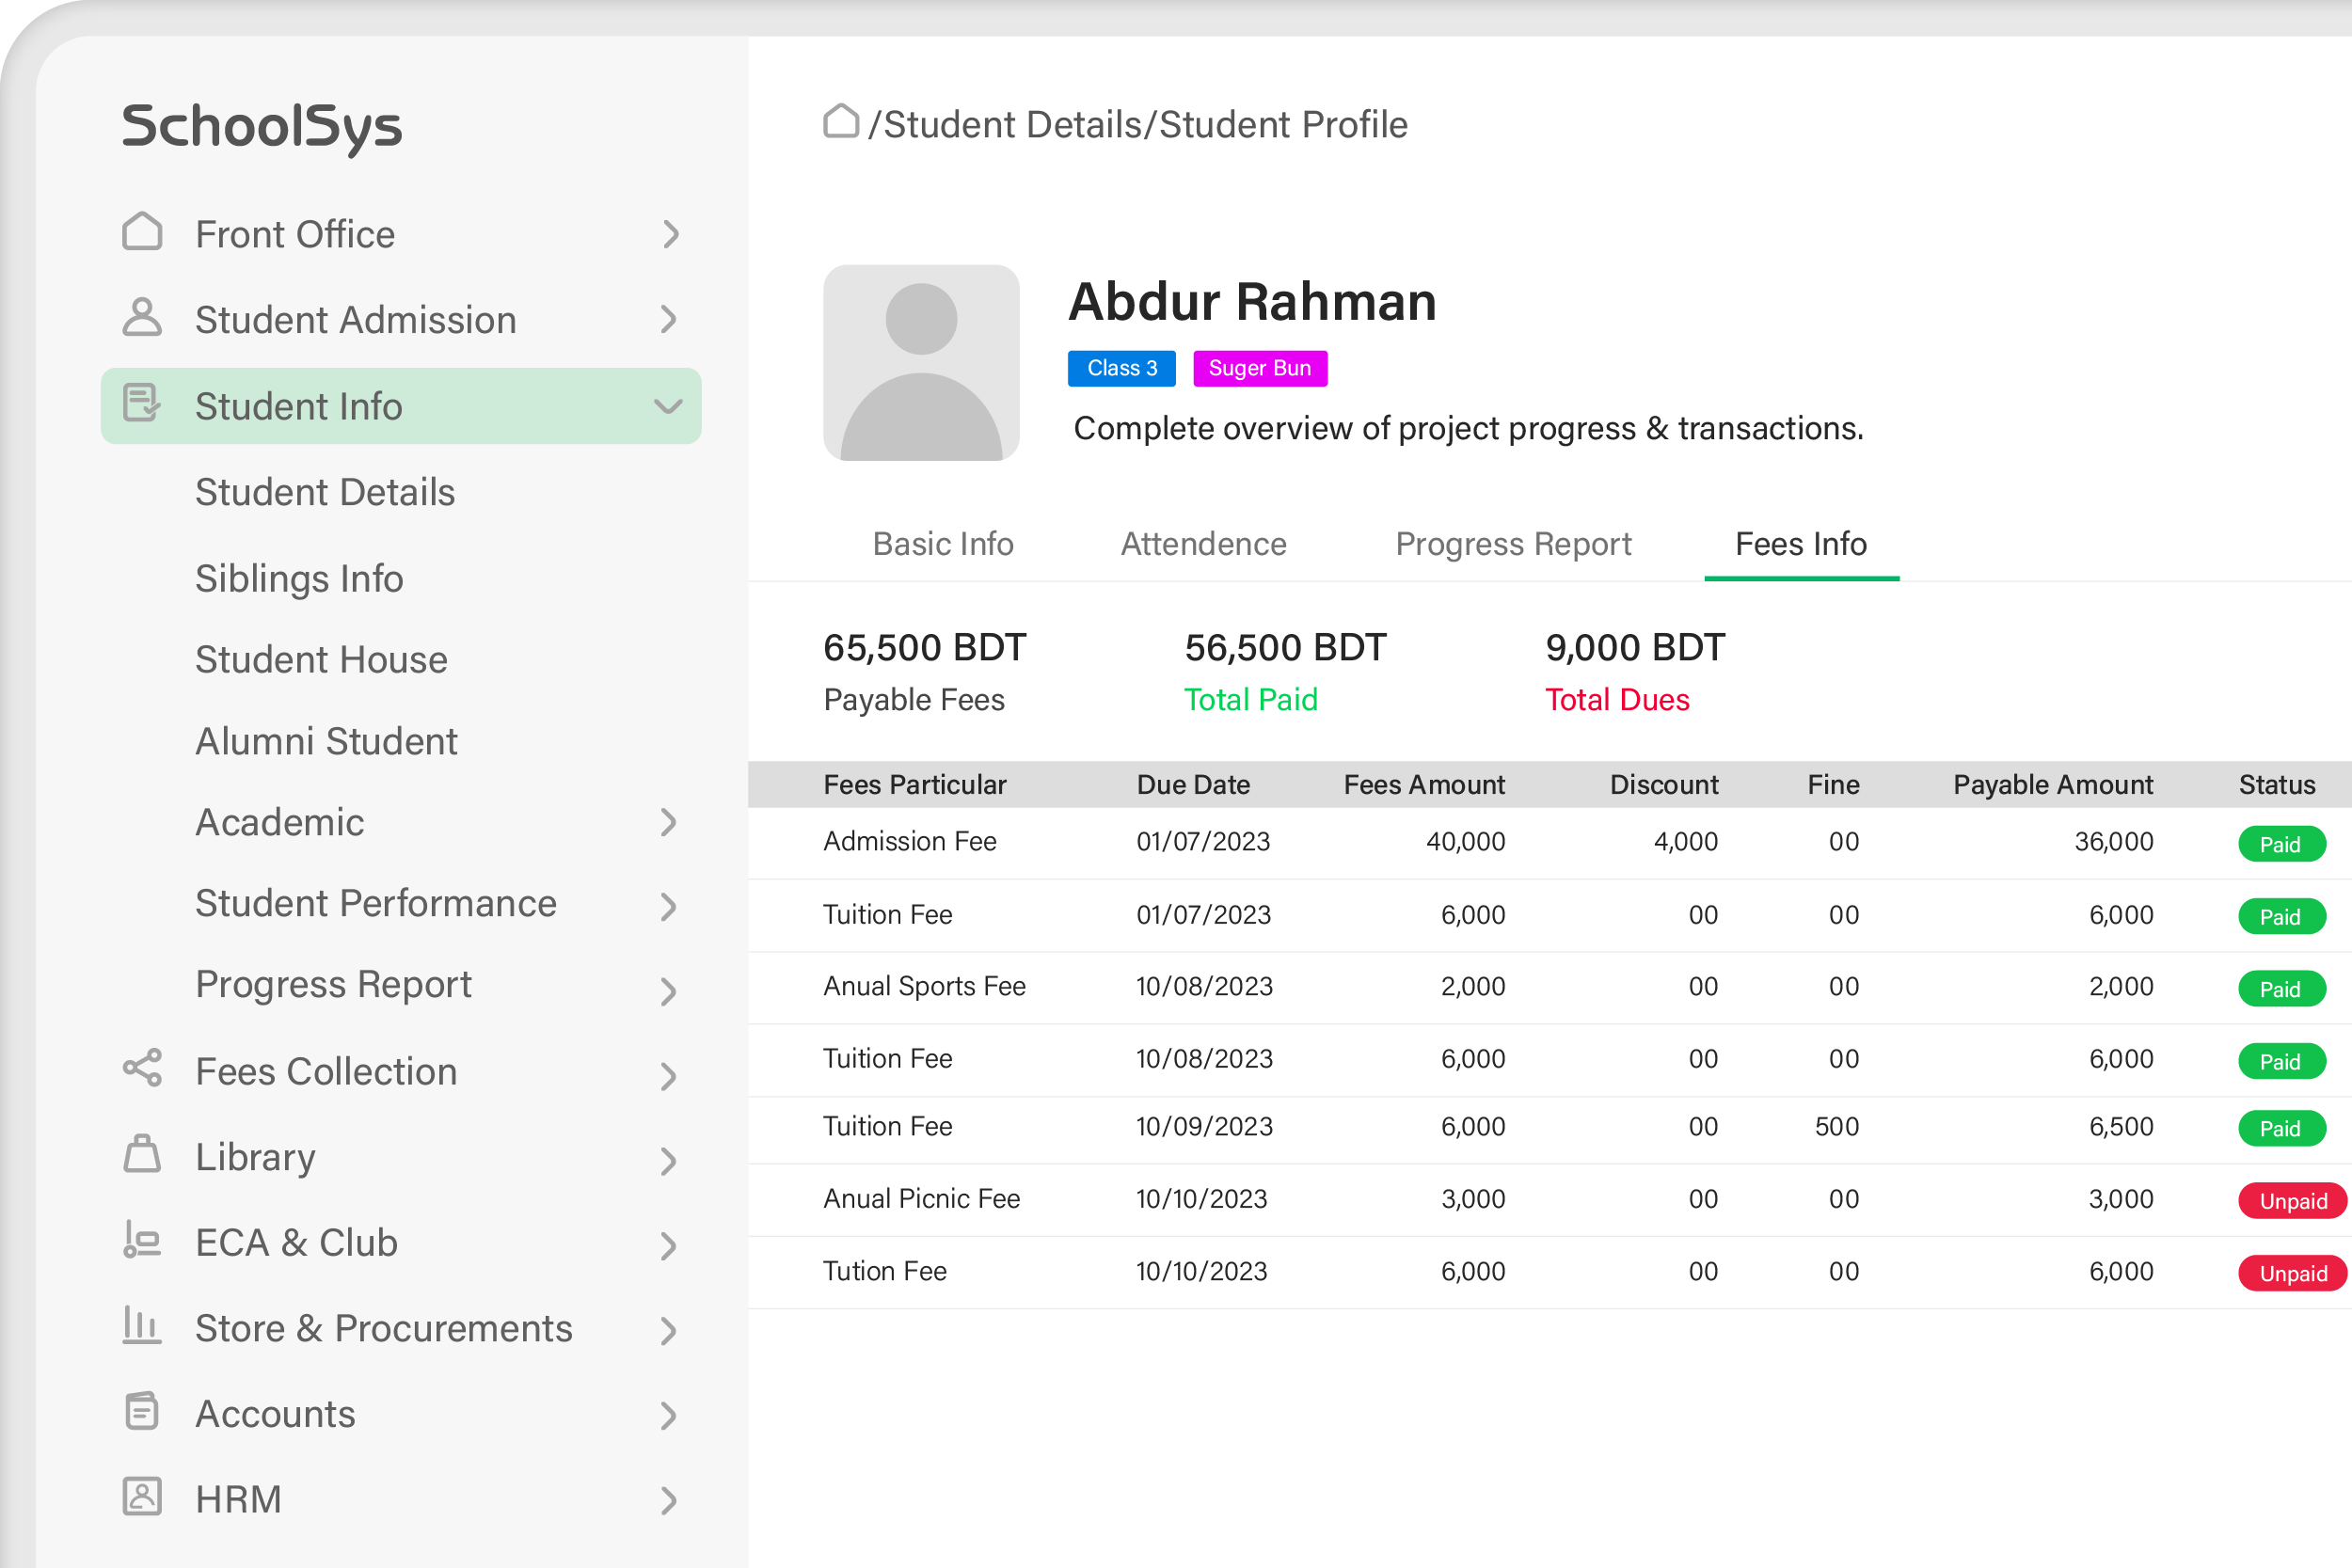 SchoolSys
Front Office
Student Admission
Student Info
Student Details
Siblings Info
Student House
Alumni Student
Academic
Student Performance
Progress Report
Fees Collection
Library
ECA & Club
Store & Procurements
Accounts
HRM
/Student Details/Student Profile
Abdur Rahman
Class 3 Suger Bun
Complete overview of project progress & transactions.
Basic Info Attendence Progress Report Fees Info
65,500 BDT 56,500 BDT 9,000 BDT
Payable Fees Total Paid Total Dues
Fees Particular Due Date Fees Amount Discount Fine Payable Amount Status
Admission Fee 01/07/2023 40,000 4,000 00 36,000 Paid
Tuition Fee 01/07/2023 6,000 00 00 6,000 Paid
Anual Sports Fee 10/08/2023 2,000 00 00 2,000 Paid
Tuition Fee 10/08/2023 6,000 00 00 6,000 Paid
Tuition Fee 10/09/2023 6,000 00 500 6,500 Paid
Anual Picnic Fee 10/10/2023 3,000 00 00 3,000 Unpaid
Tution Fee 10/10/2023 6,000 00 00 6,000 Unpaid